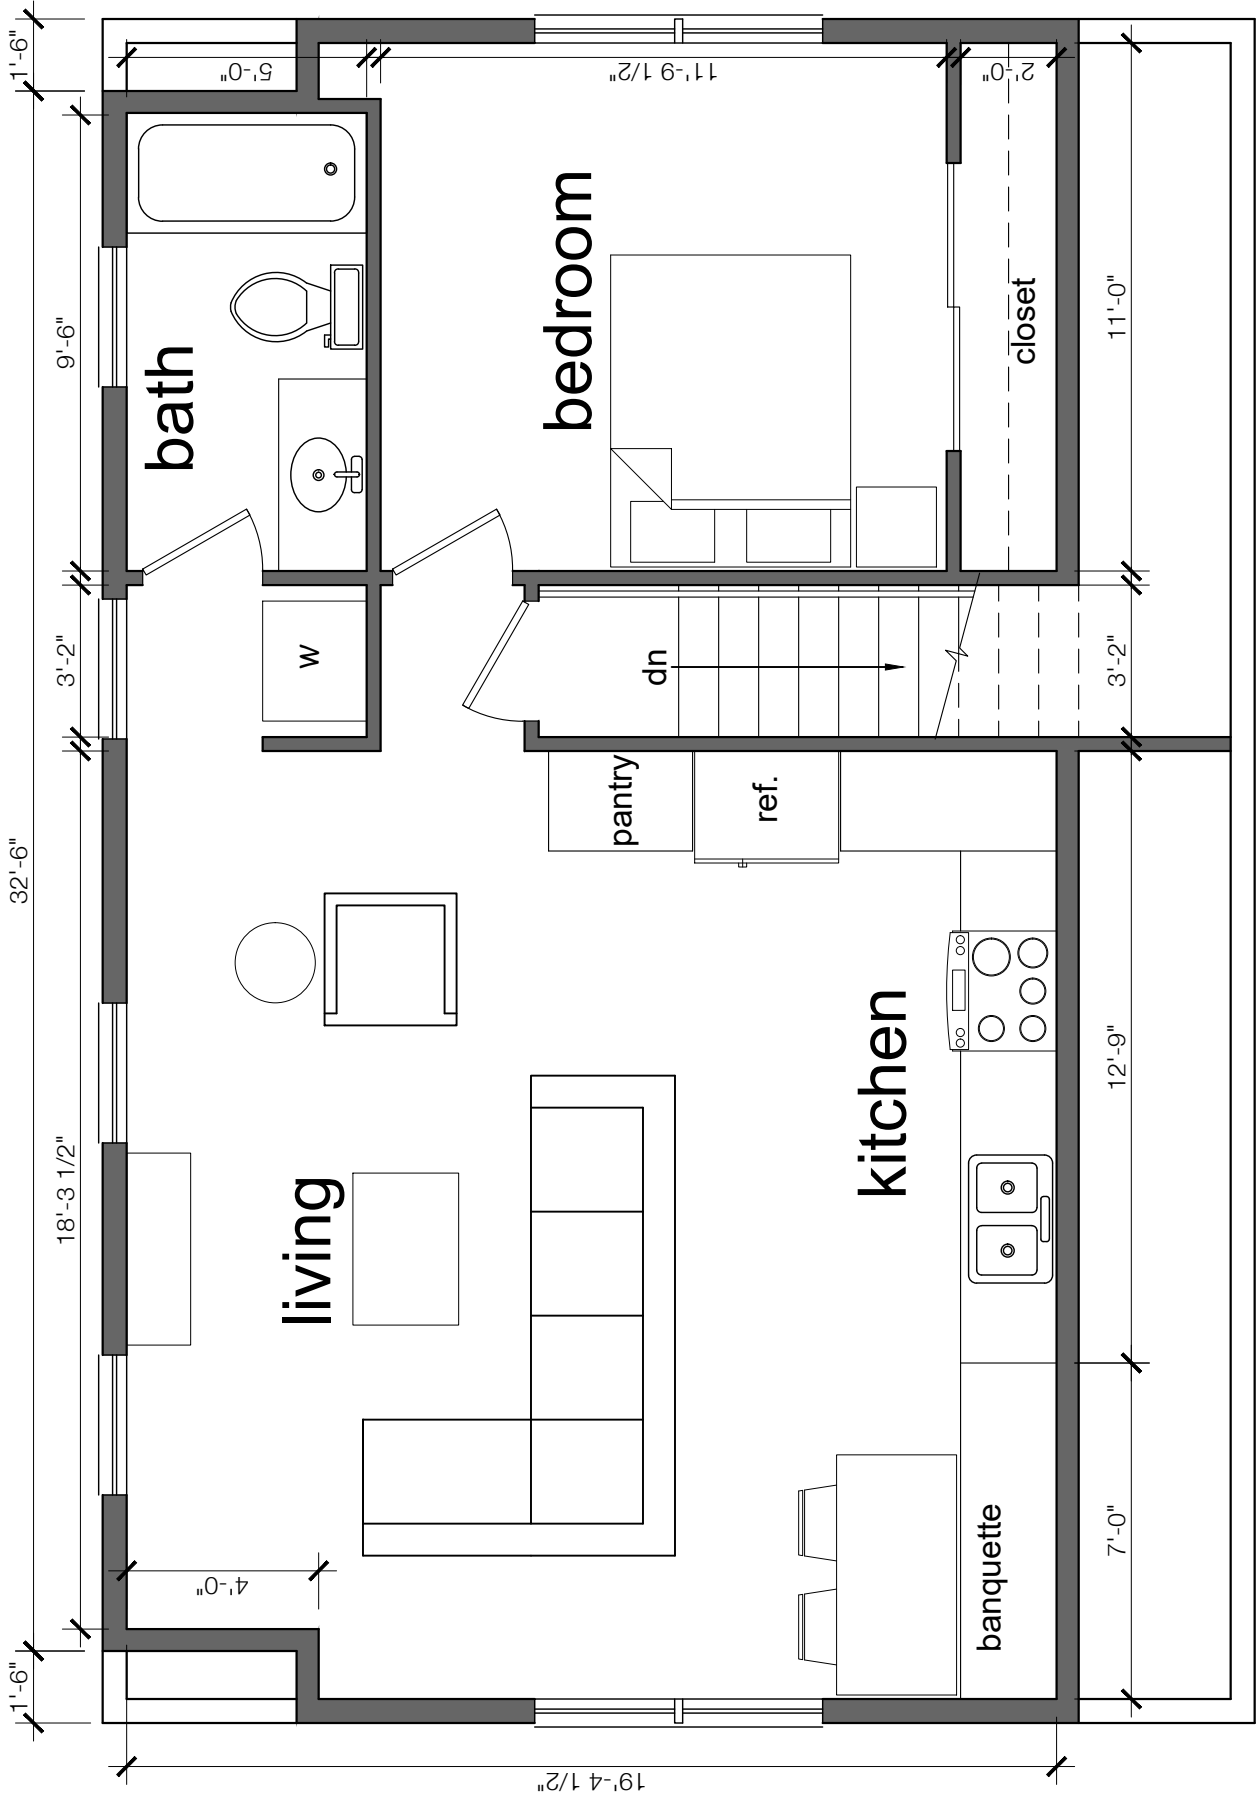 1'-6"
32'-6"
1'-6"
9'-6"
3'-2"
18'-3 1/2"
5'-0"
11'-9 1/2"
2'-0"
bath
bedroom
closet
11'-0"
w
dn
3'-2"
pantry
ref.
living
kitchen
12'-9"
4'-0"
banquette
7'-0"
19'-4 1/2"